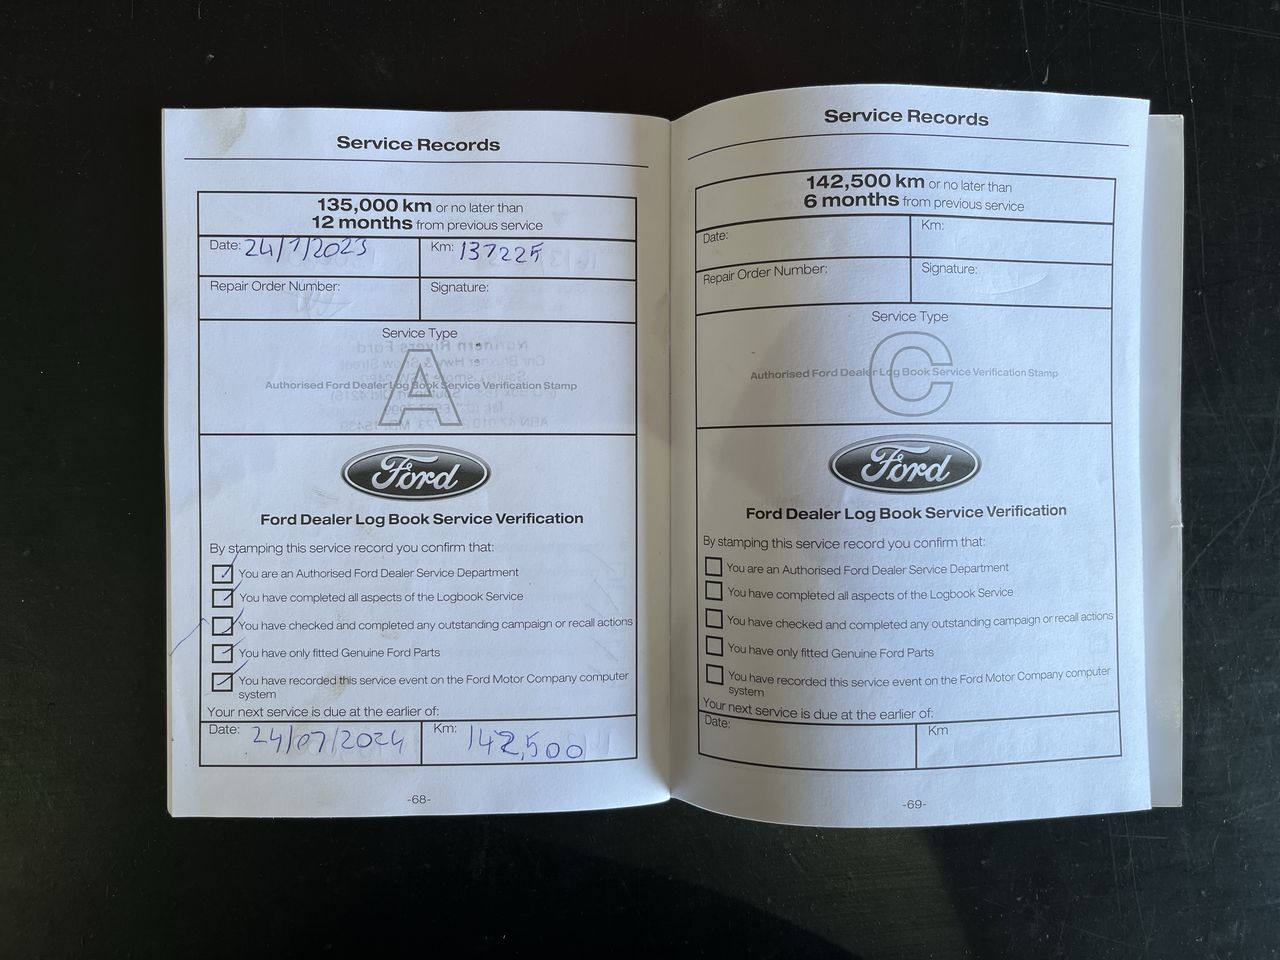 Service Records
135,000 km or no later than
12 months from previous service
Date: 24/7/2023
Km: 137225
Repair Order Number:
Signature:
Service Type
A
Authorised Ford Dealer Log Book Service Verification Stamp
Ford
Ford Dealer Log Book Service Verification
By stamping this service record you confirm that:
You are an Authorised Ford Dealer Service Department
You have completed all aspects of the Logbook Service
You have checked and completed any outstanding campaign or recall actions
You have only fitted Genuine Ford Parts
You have recorded this service event on the Ford Motor Company computer
system
Your next service is due at the earlier of:
Date: 24/07/2024
Km: 142,500
-68-
Service Records
142,500 km or no later than
6 months from previous service
Date:
Km:
Repair Order Number:
Signature:
Service Type
C
Authorised Ford Dealer Log Book Service Verification Stamp
Ford
Ford Dealer Log Book Service Verification
By stamping this service record you confirm that:
You are an Authorised Ford Dealer Service Department
You have completed all aspects of the Logbook Service
You have checked and completed any outstanding campaign or recall actions
You have only fitted Genuine Ford Parts
You have recorded this service event on the Ford Motor Company computer
system
Your next service is due at the earlier of:
Date:
Km
-69-